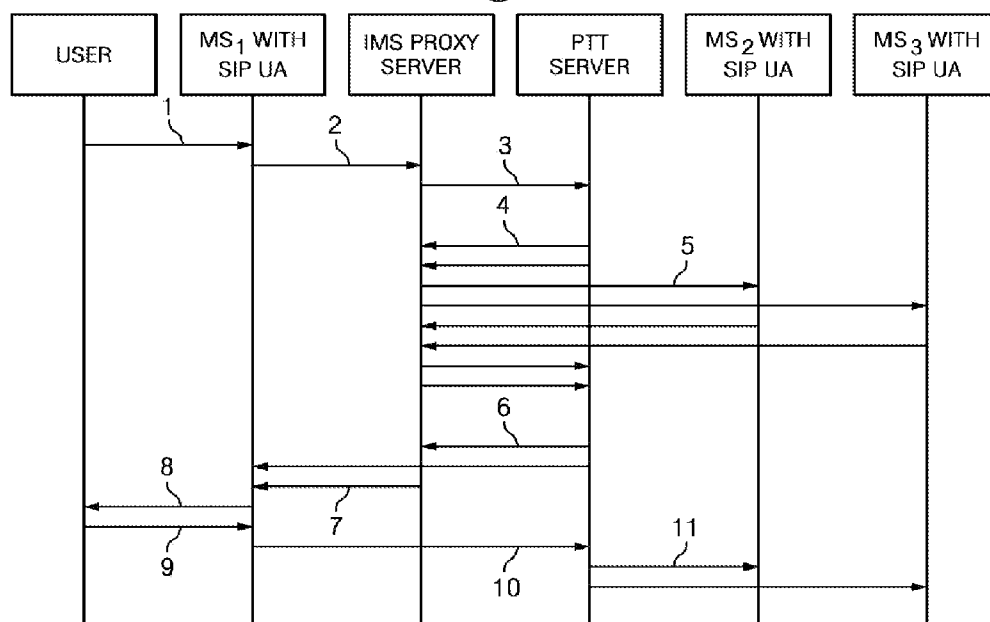 USER
MS1 WITH
SIP UA
IMS PROXY
SERVER
PTT
SERVER
MS2 WITH
SIP UA
MS3 WITH
SIP UA
1
2
3
4
5
6
7
8
9
10
11